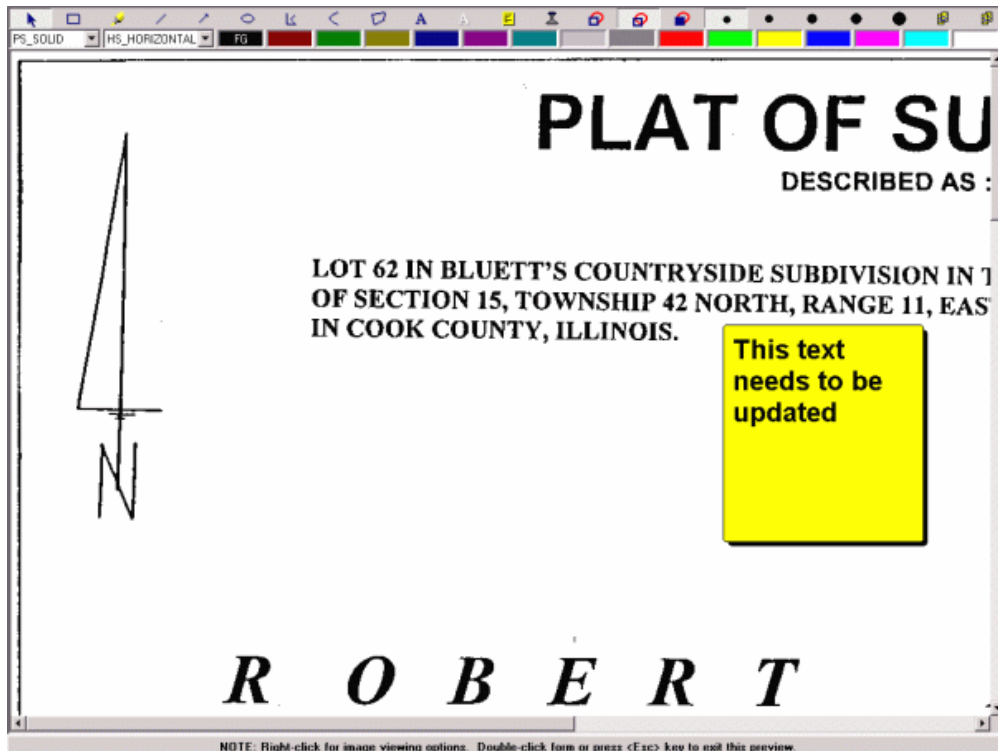 PS_SOLID HS_HORIZONTAL FG
PLAT OF SU
DESCRIBED AS :
LOT 62 IN BLUETT'S COUNTRYSIDE SUBDIVISION IN T
OF SECTION 15, TOWNSHIP 42 NORTH, RANGE 11, EAS
IN COOK COUNTY, ILLINOIS.
This text
needs to be
updated
N
R O B E R T
NOTE: Right-click for image viewing options. Double-click form or press <Esc> key to exit this preview.